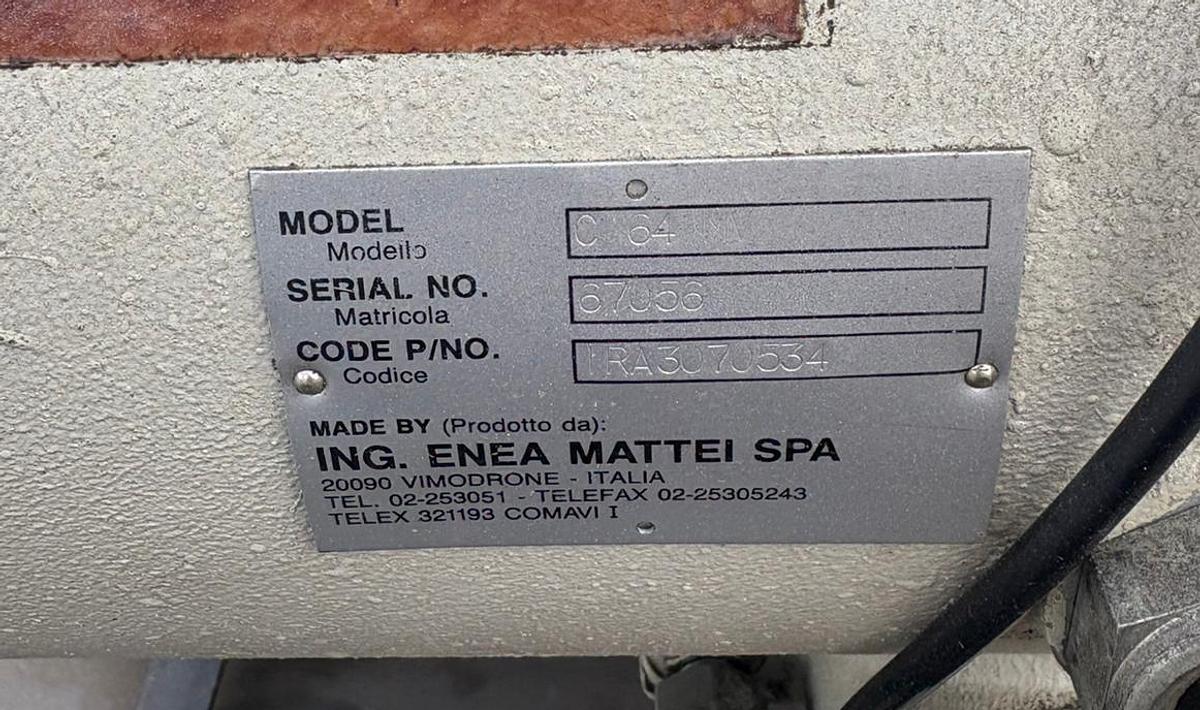 MODEL
Modello
SERIAL NO.
Matricola
67056
CODE P/NO.
Codice
MADE BY (Prodotto da):
ING. ENEA MATTEI SPA
20090 VIMODRONE - ITALIA
TEL. 02-253051 - TELEFAX 02-25305243
TELEX 321193 COMAVI I